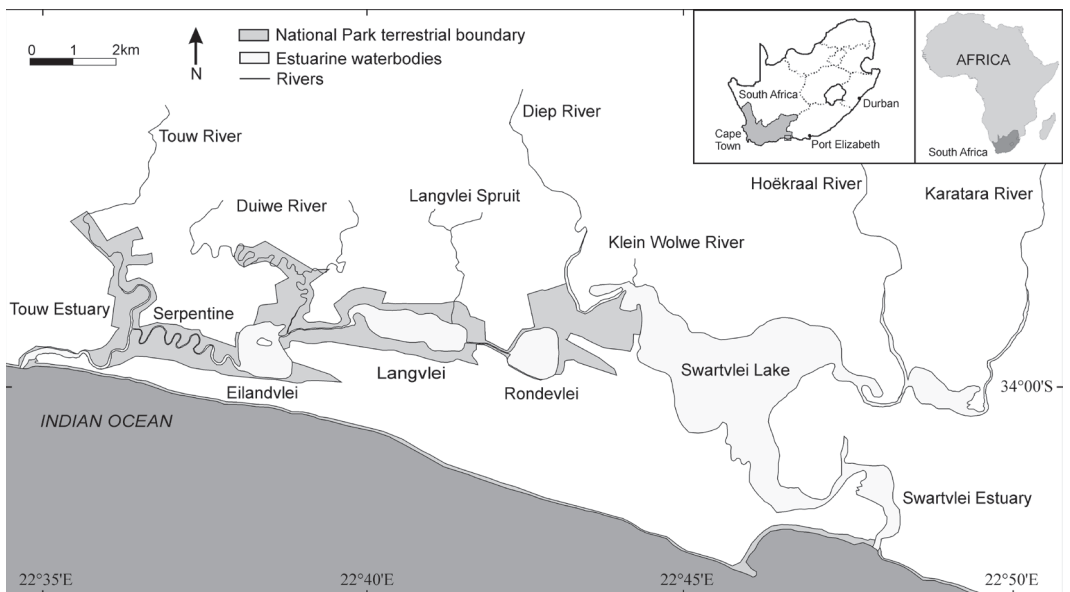 0 1 2km
N
National Park terrestrial boundary
Estuarine waterbodies
Rivers
South Africa
Durban
Cape
Town
Port Elizabeth
AFRICA
South Africa
Touw River
Diep River
Duiwe River
Langvlei Spruit
Hoëkraal River
Karatara River
Klein Wolwe River
Touw Estuary
Serpentine
Eilandvlei
Langvlei
Rondevlei
Swartvlei Lake
34°00'S
INDIAN OCEAN
Swartvlei Estuary
22°35'E
22°40'E
22°45'E
22°50'E